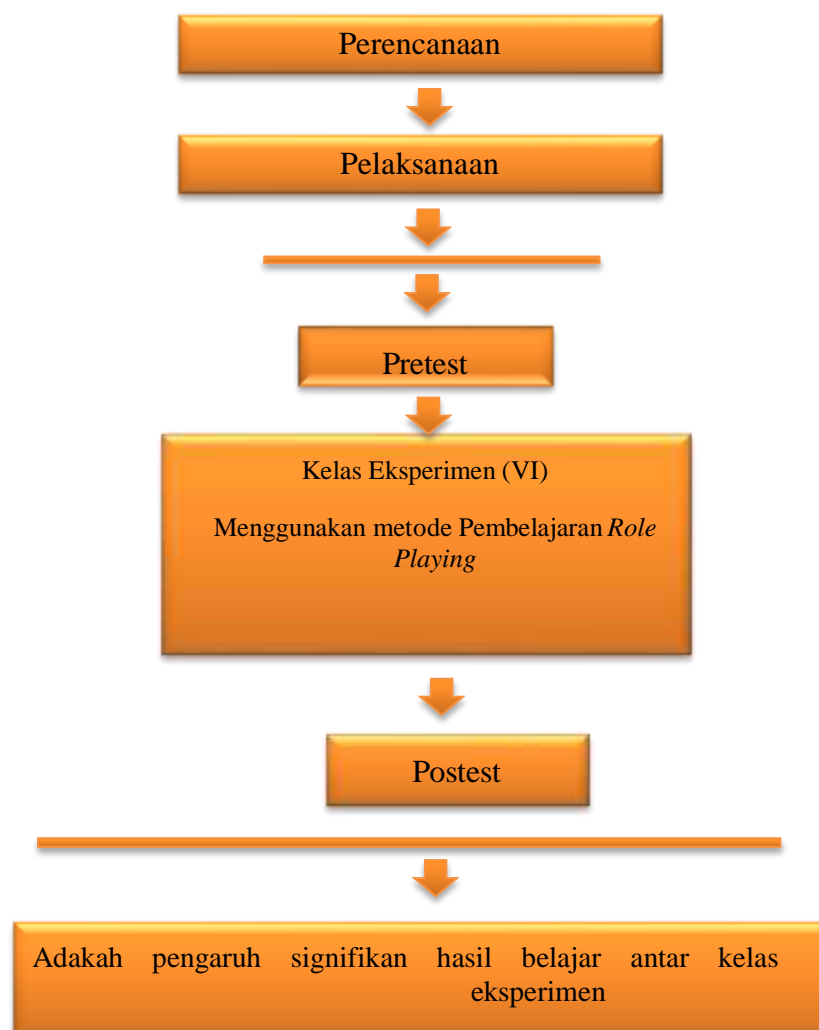 Perencanaan
Pelaksanaan
Pretest
Kelas Eksperimen (VI)
Menggunakan metode Pembelajaran Role
Playing
Postest
Adakah pengaruh signifikan hasil belajar antar kelas
eksperimen